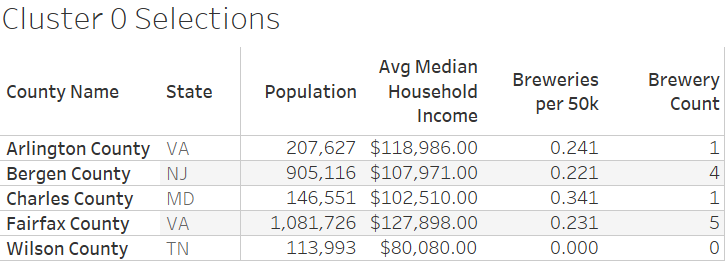 Cluster 0 Selections
County Name State Population Avg Median Household Income Breweries per 50k Brewery Count
Arlington County VA 207,627 $118,986.00 0.241 1
Bergen County NJ 905,116 $107,971.00 0.221 4
Charles County MD 146,551 $102,510.00 0.341 1
Fairfax County VA 1,081,726 $127,898.00 0.231 5
Wilson County TN 113,993 $80,080.00 0.000 0